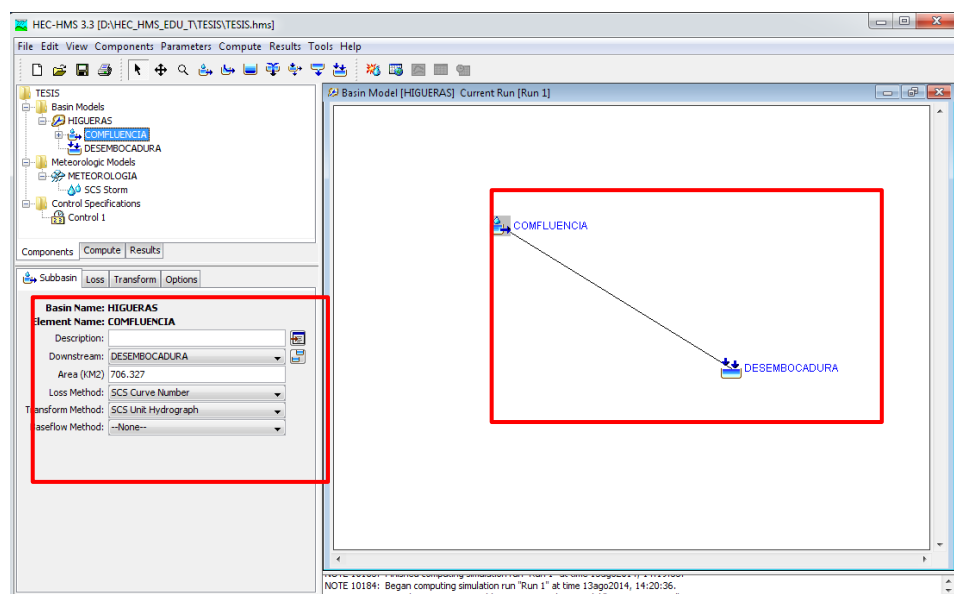 HEC-HMS 3.3 [D:\HEC_HMS_EDU_T\TESIS\TESIS.hms]
File Edit View Components Parameters Compute Results Tools Help
TESIS
Basin Models
HIGUERAS
COMFLUENCIA
DESEMBOCADURA
Meteorologic Models
METEOROLOGIA
SCS Storm
Control Specifications
Control 1
Components Compute Results
Subbasin Loss Transform Options
Basin Name: HIGUERAS
Element Name: COMFLUENCIA
Description:
Downstream: DESEMBOCADURA
Area (KM2) 706.327
Loss Method: SCS Curve Number
Transform Method: SCS Unit Hydrograph
Baseflow Method: --None--
Basin Model [HIGUERAS] Current Run [Run 1]
COMFLUENCIA
DESEMBOCADURA
NOTE 10184: Began computing simulation run "Run 1" at time 13ago2014, 14:20:36.